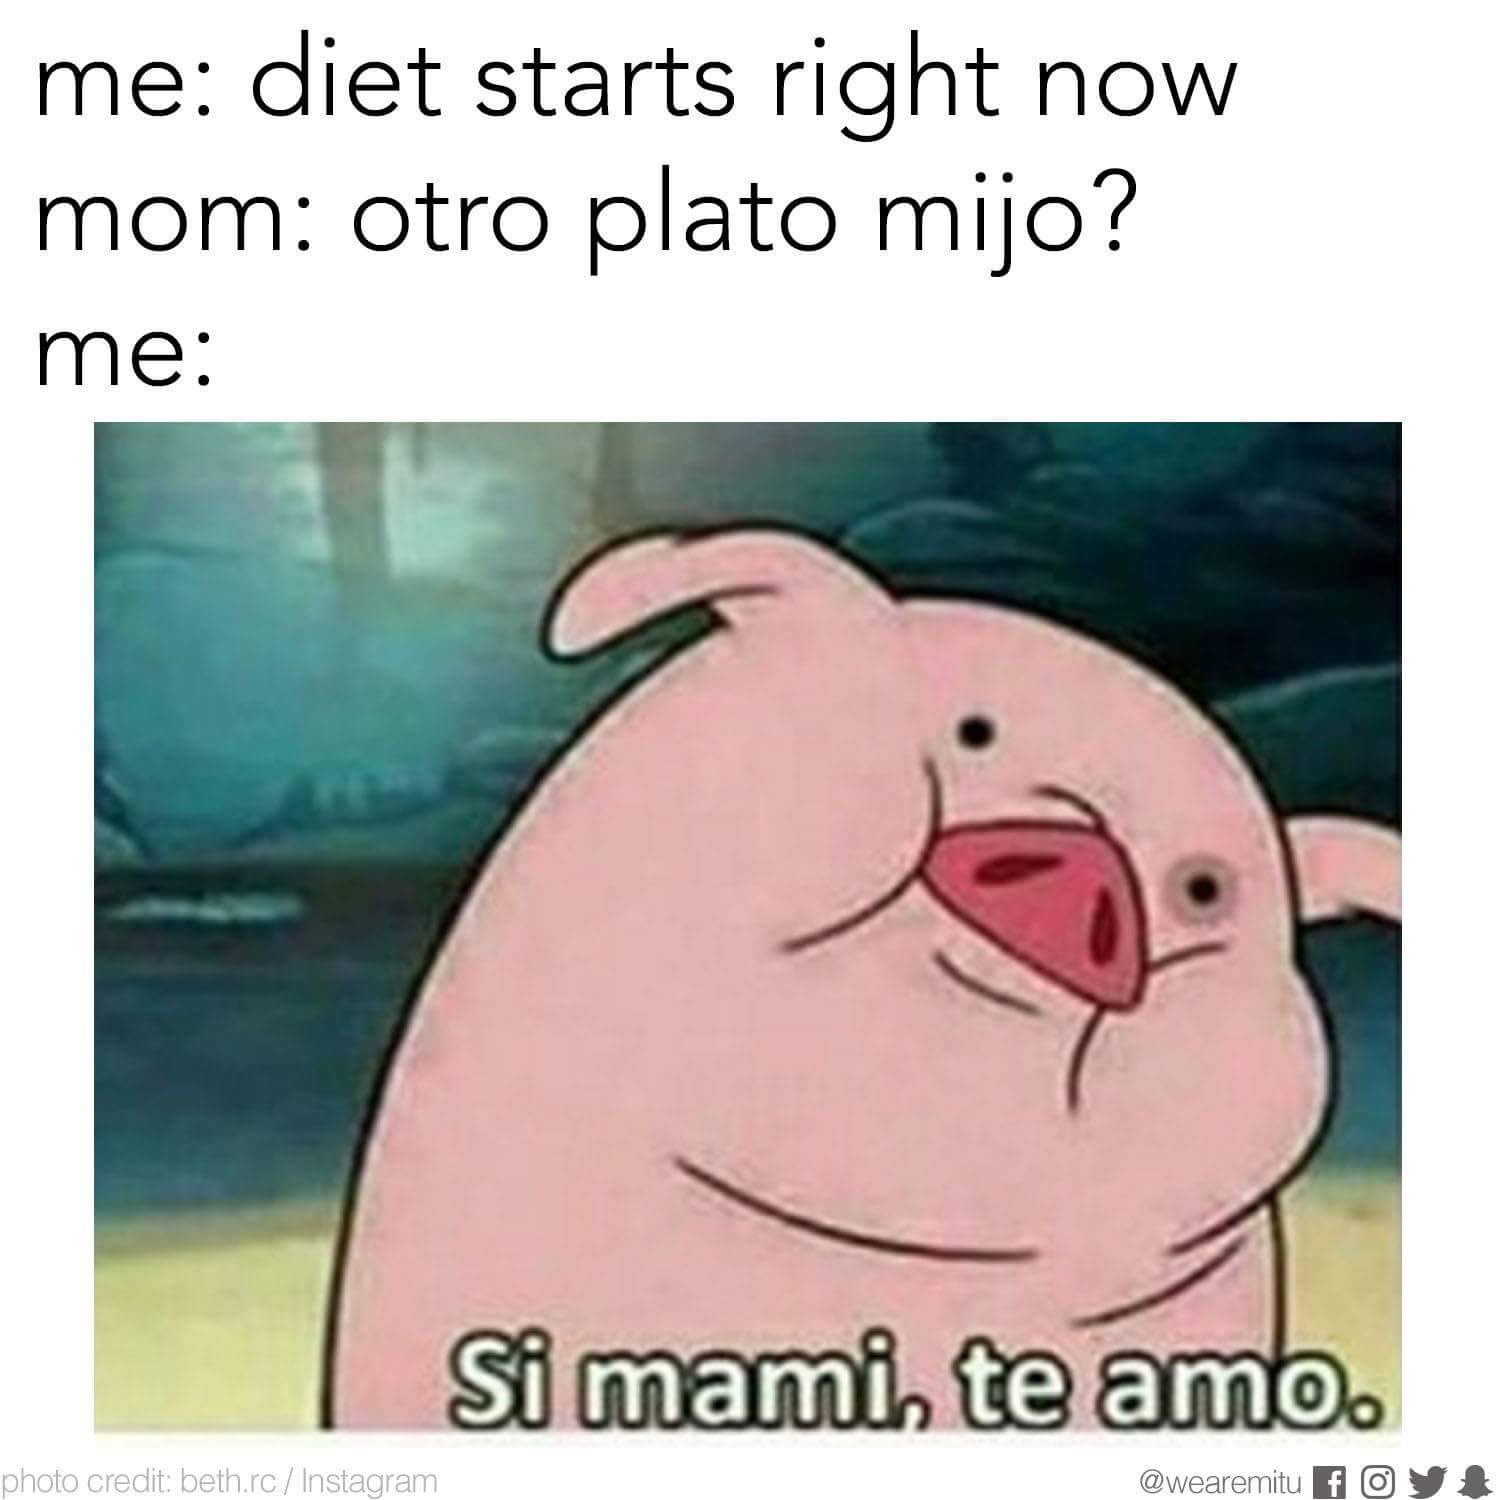 me: diet starts right now
mom: otro plato mijo?
me:
Si mami, te amo.
photo credit: beth.rc / Instagram
@wearemitu